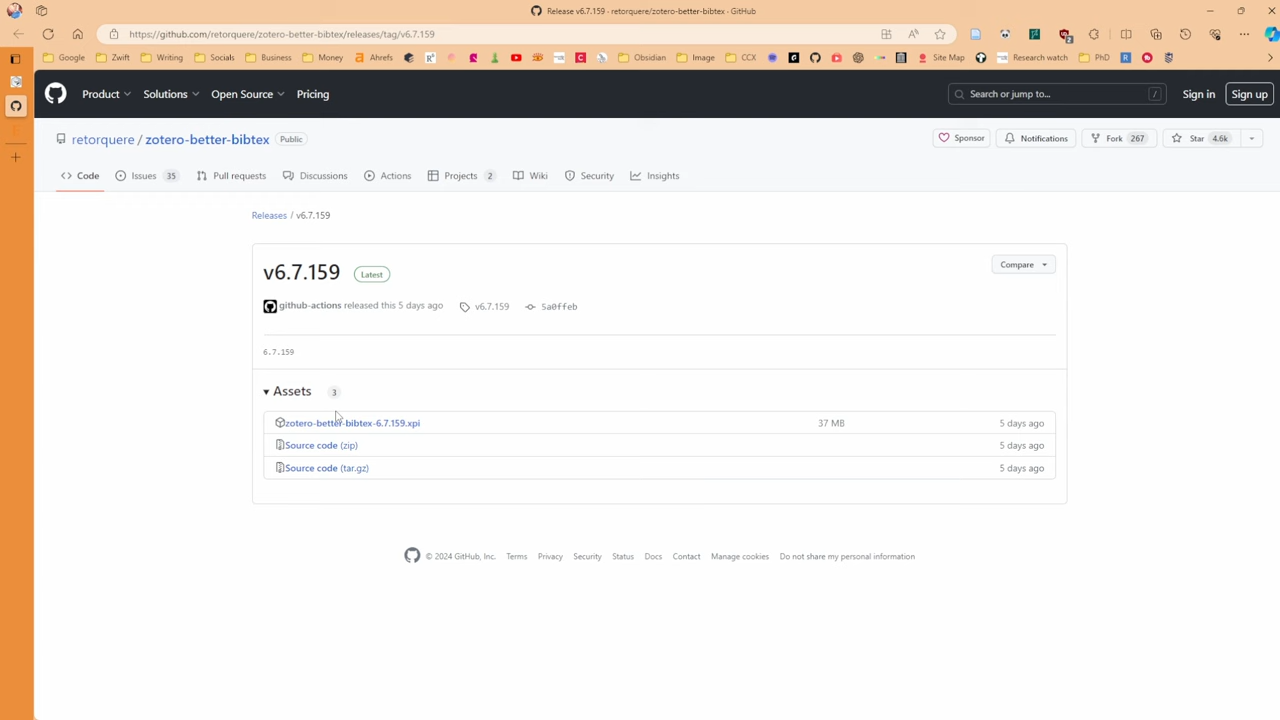 Release v6.7.159 - retorquere/zotero-better-bibtex - GitHub
https://github.com/retorquere/zotero-better-bibtex/releases/tag/v6.7.159
Google Zwift Writing Socials Business Money Ahrefs Obsidian Image CCX Site Map Research watch PhD
Product Solutions Open Source Pricing Search or jump to... / Sign in Sign up
retorquere / zotero-better-bibtex Public Sponsor Notifications Fork 267 Star 4.6k
<> Code Issues 35 Pull requests Discussions Actions Projects 2 Wiki Security Insights
Releases / v6.7.159
v6.7.159 Latest Compare
github-actions released this 5 days ago v6.7.159 5a0ffeb
6.7.159
Assets 3
zotero-better-bibtex-6.7.159.xpi 37 MB 5 days ago
Source code (zip) 5 days ago
Source code (tar.gz) 5 days ago
© 2024 GitHub, Inc. Terms Privacy Security Status Docs Contact Manage cookies Do not share my personal information